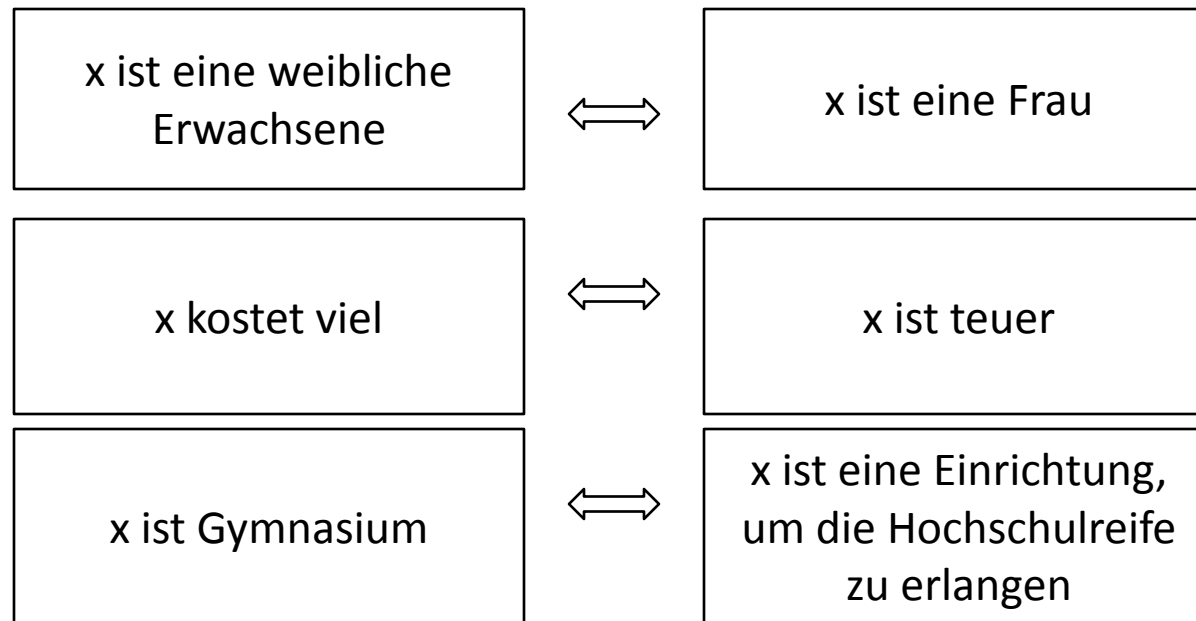 x ist eine weibliche
Erwachsene
x ist eine Frau
x kostet viel
x ist teuer
x ist Gymnasium
x ist eine Einrichtung,
um die Hochschulreife
zu erlangen